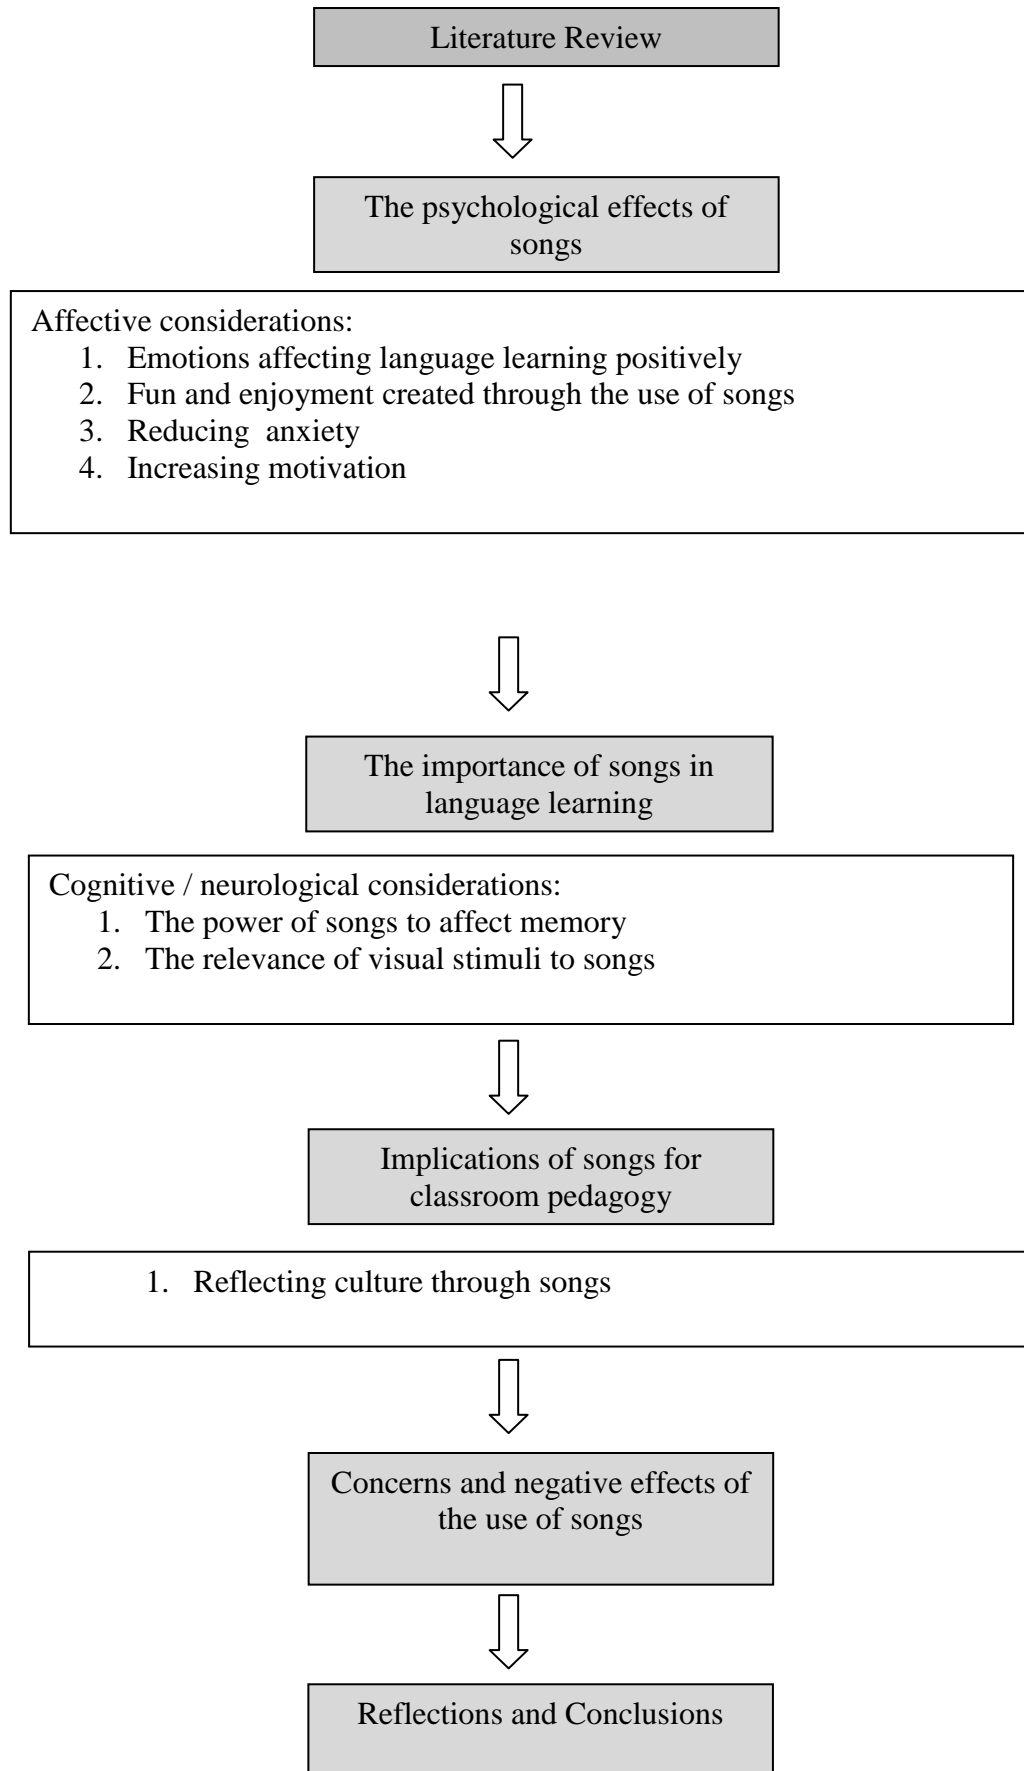 Literature Review
The psychological effects of
songs
Affective considerations:
1. Emotions affecting language learning positively
2. Fun and enjoyment created through the use of songs
3. Reducing anxiety
4. Increasing motivation
The importance of songs in
language learning
Cognitive / neurological considerations:
1. The power of songs to affect memory
2. The relevance of visual stimuli to songs
Implications of songs for
classroom pedagogy
1. Reflecting culture through songs
Concerns and negative effects of
the use of songs
Reflections and Conclusions